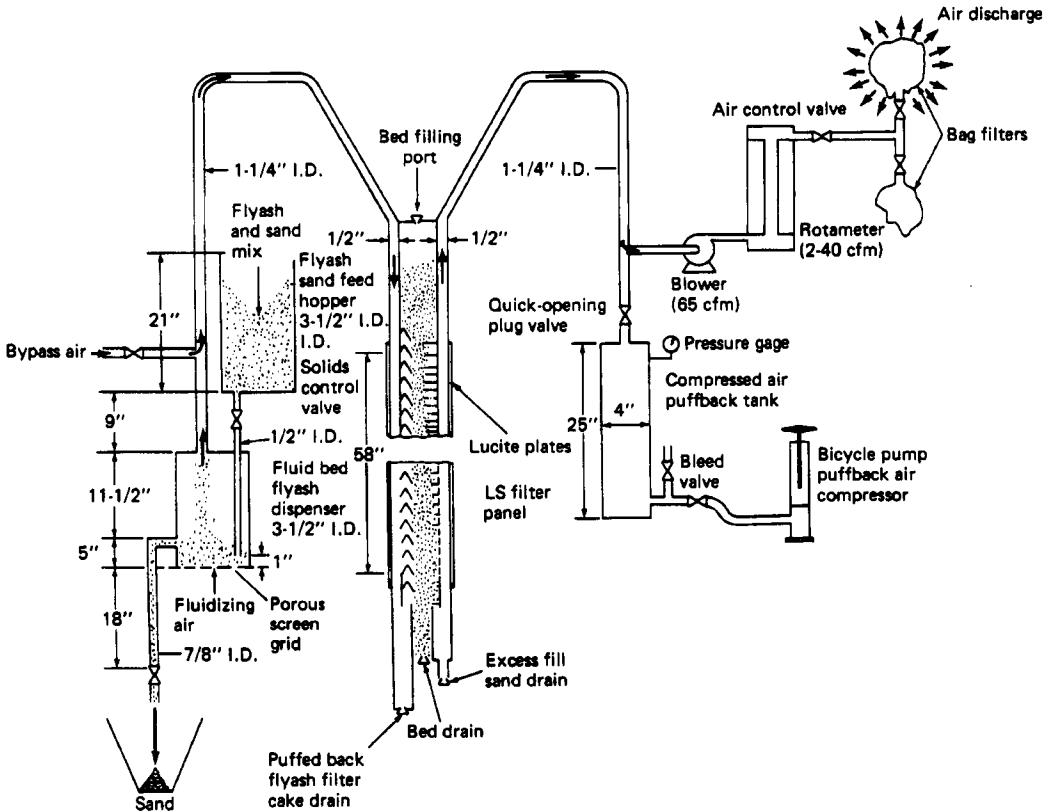 Air discharge
Air control valve
Bag filters
Bed filling
port
1-1/4" I.D.
1-1/4" I.D.
Flyash
and sand
mix
1/2"
1/2"
Rotameter
(2-40 cfm)
Flyash
sand feed
hopper
3-1/2" I.D.
I.D.
Blower
(65 cfm)
21"
Quick-opening
plug valve
Bypass air
Pressure gage
Solids
control
valve
Compressed air
puffback tank
9"
4"
25"
1/2" I.D.
Lucite plates
58"
Bleed
valve
Bicycle pump
puffback air
compressor
11-1/2"
Fluid bed
flyash
dispenser
3-1/2" I.D.
LS filter
panel
5"
1"
18"
Fluidizing
air
Porous
screen
grid
7/8" I.D.
Excess fill
sand drain
Bed drain
Puffed back
flyash filter
cake drain
Sand